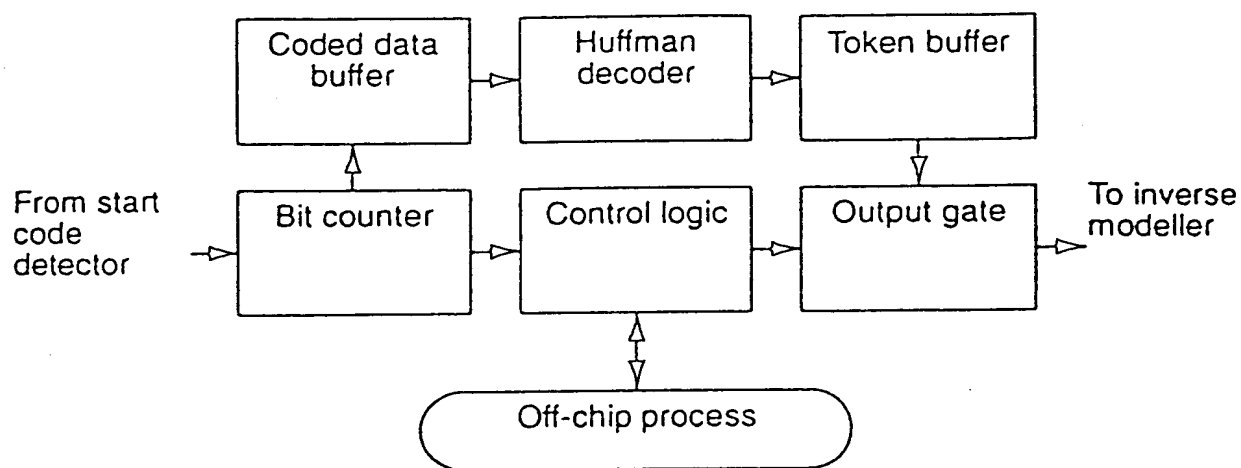 Coded data
buffer
Huffman
decoder
Token buffer
From start
code
detector
Bit counter
Control logic
Output gate
To inverse
modeller
Off-chip process